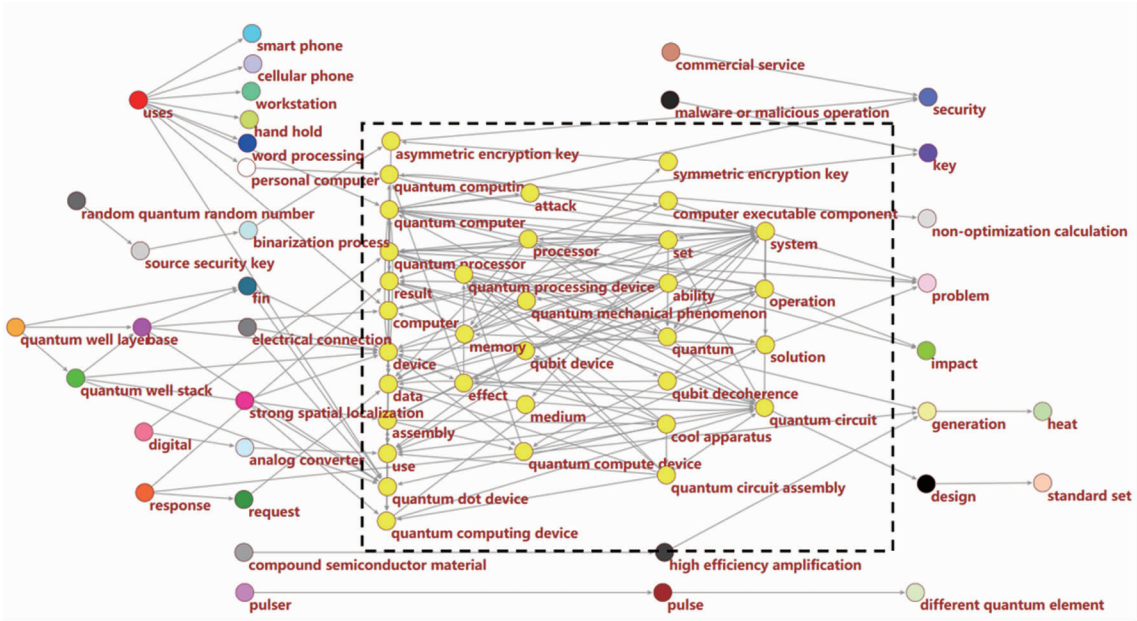 smart phone
cellular phone
workstation
hand hold
word processing
personal computer
uses
random quantum random number
binarization process
source security key
fin
quantum well layer
base
electrical connection
quantum well stack
strong spatial localization
digital
analog converter
response
request
compound semiconductor material
pulser
commercial service
malware or malicious operation
security
key
asymmetric encryption key
symmetric encryption key
quantum computin
attack
computer executable component
non-optimization calculation
quantum computer
processor
set
system
quantum processor
quantum processing device
ability
operation
problem
result
quantum mechanical phenomenon
computer
memory
quantum
solution
impact
device
qubit device
data
effect
qubit decoherence
medium
quantum circuit
generation
heat
assembly
cool apparatus
use
quantum compute device
quantum circuit assembly
design
standard set
quantum dot device
quantum computing device
high efficiency amplification
pulse
different quantum element